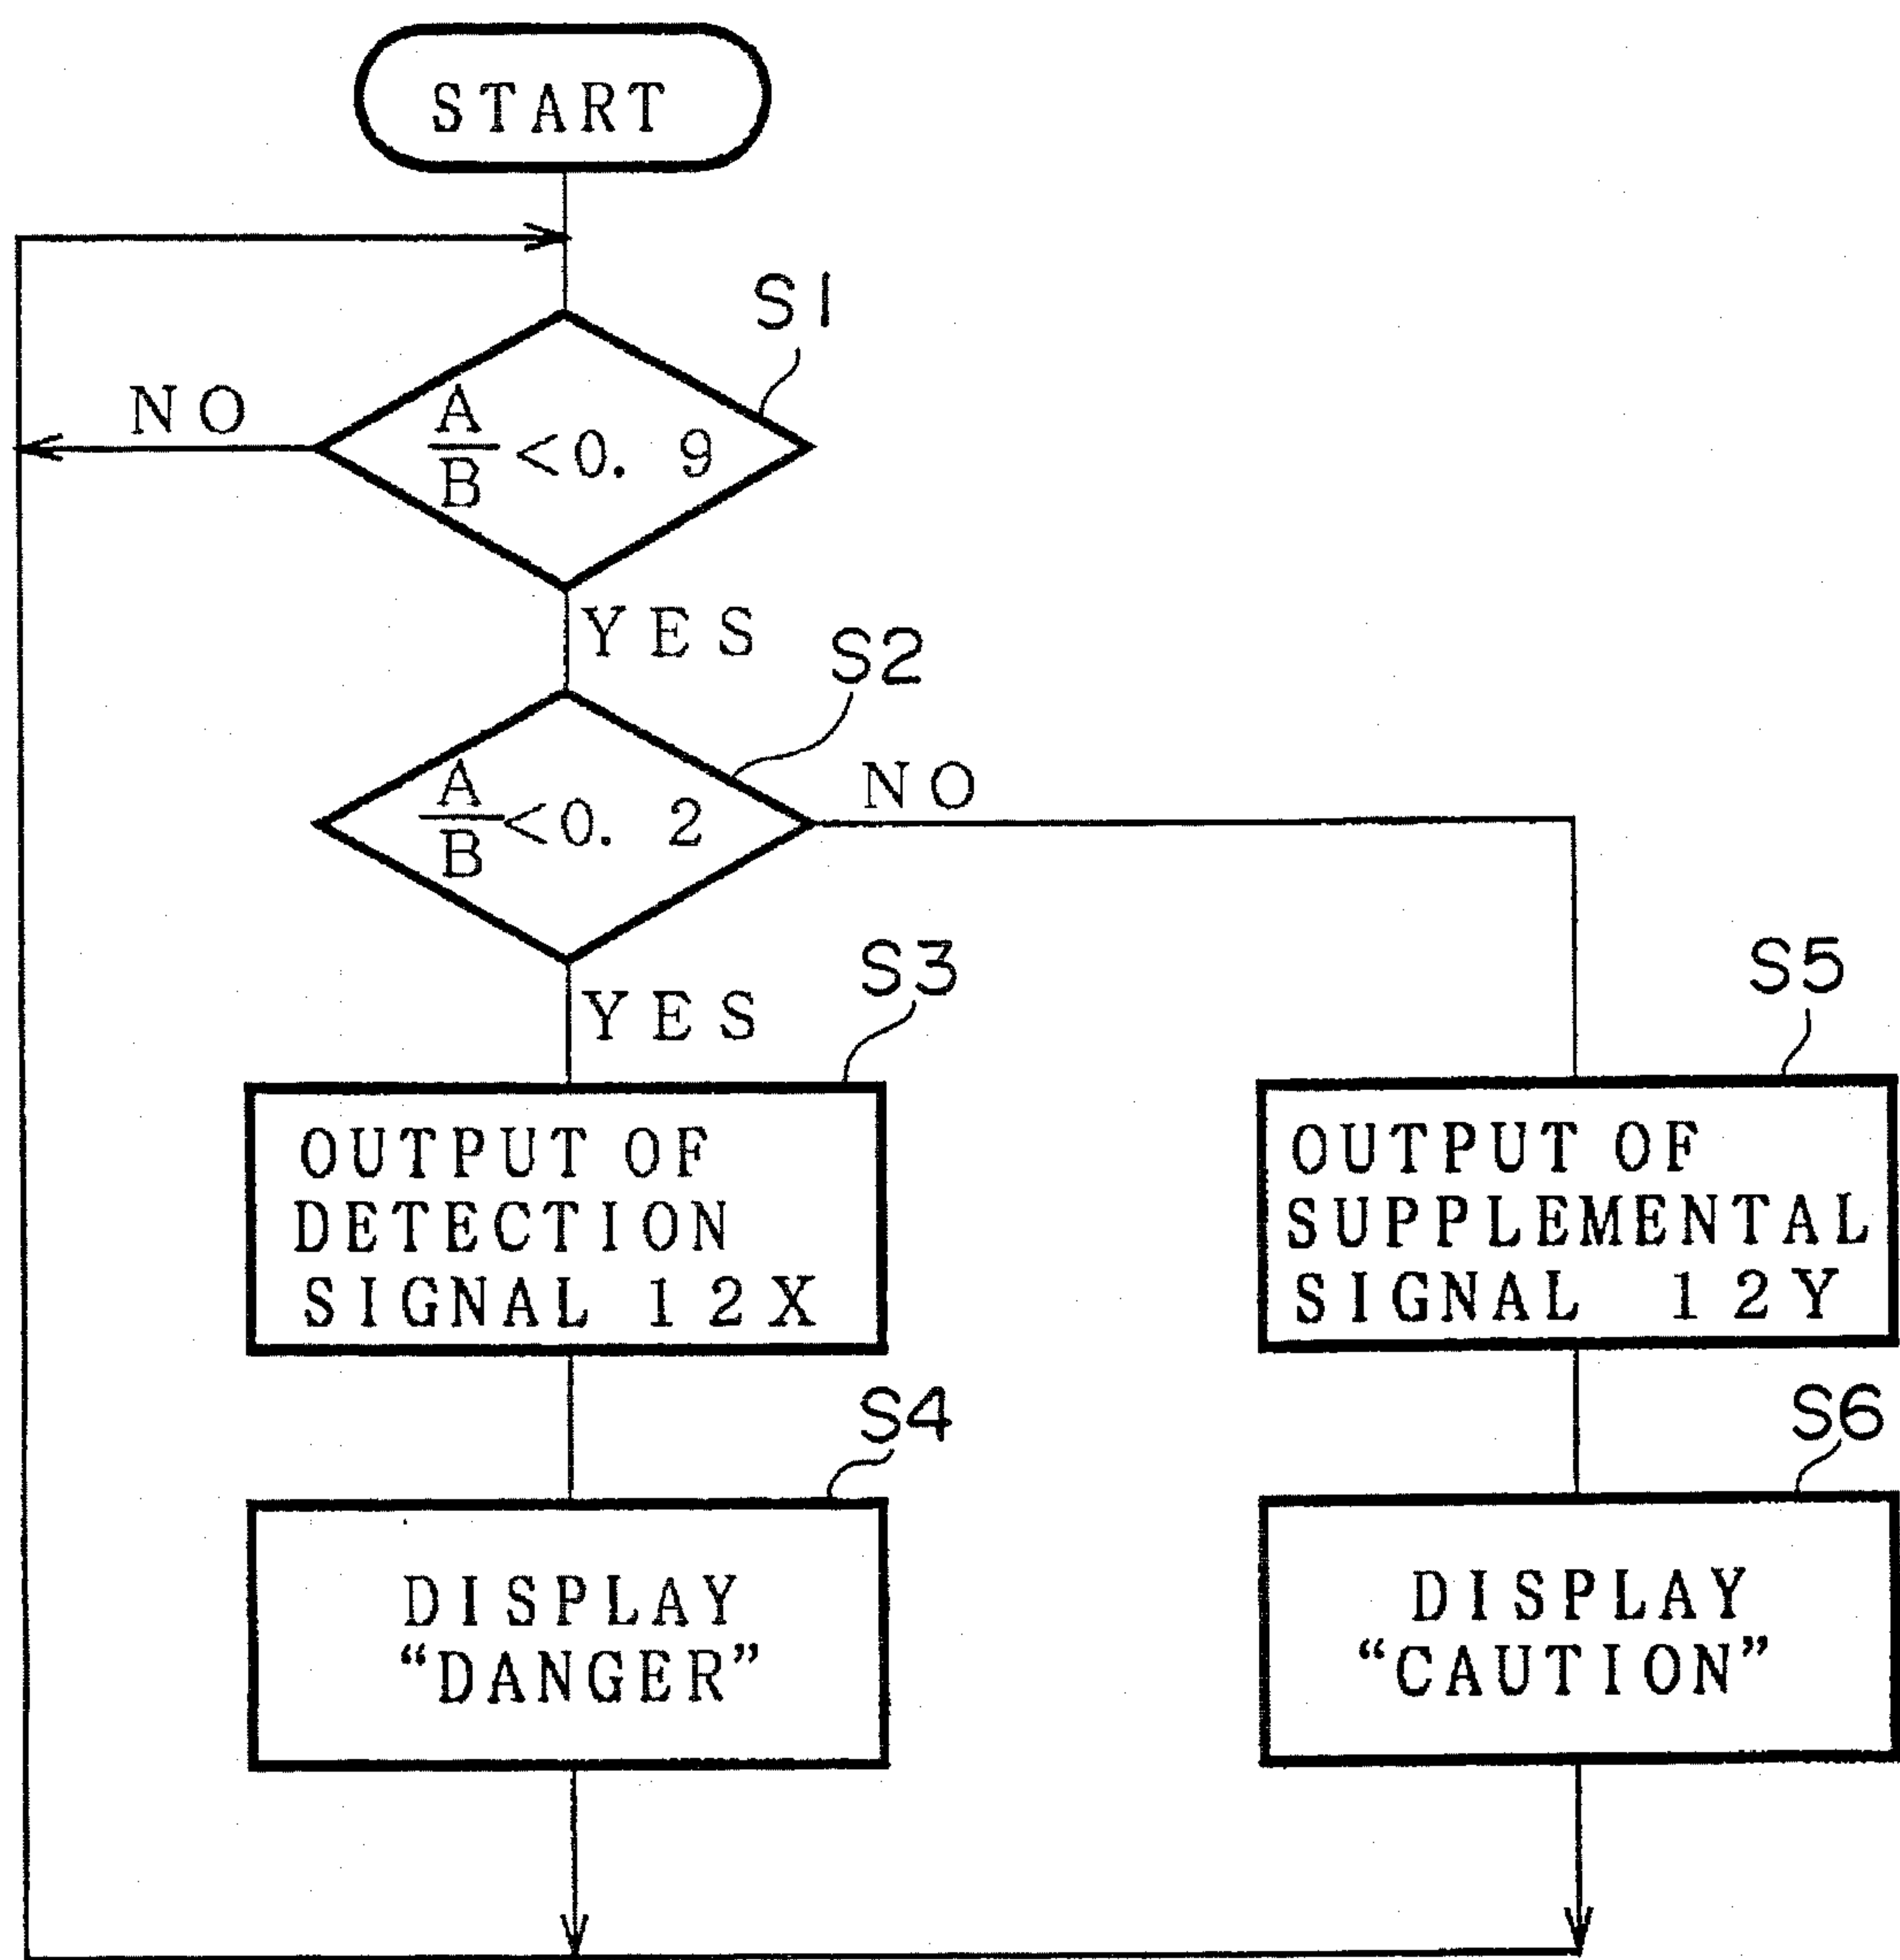 START
S1
NO
A
B
<0. 9
YES
S2
A
B
<0. 2
NO
YES
S3
S5
OUTPUT OF
DETECTION
SIGNAL 12X
OUTPUT OF
SUPPLEMENTAL
SIGNAL 12Y
S4
S6
DISPLAY
“DANGER”
DISPLAY
“CAUTION”